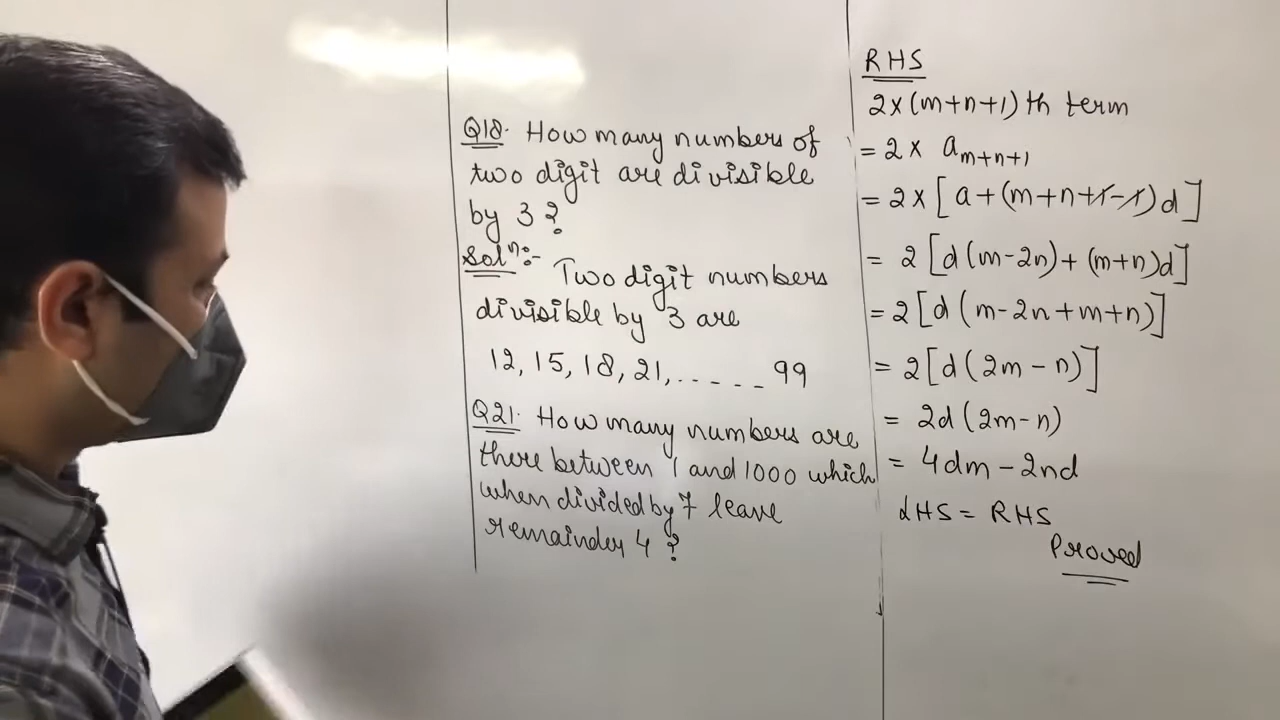 Q18. How many numbers of
two digit are divisible
by 3?
Solⁿ:-
Two digit numbers
divisible by 3 are
12, 15, 18, 21, ..... 99
Q21. How many numbers are
there between 1 and 1000 which
when divided by 7 leave
remainder 4?
RHS
2×(m+n+1)th term
= 2× a_{m+n+1}
= 2×[a+(m+n+1-1)d]
= 2[d(m-2n)+(m+n)d]
= 2[d(m-2n+m+n)]
= 2[d(2m-n)]
= 2d(2m-n)
= 4dm-2nd
LHS = RHS
Proved